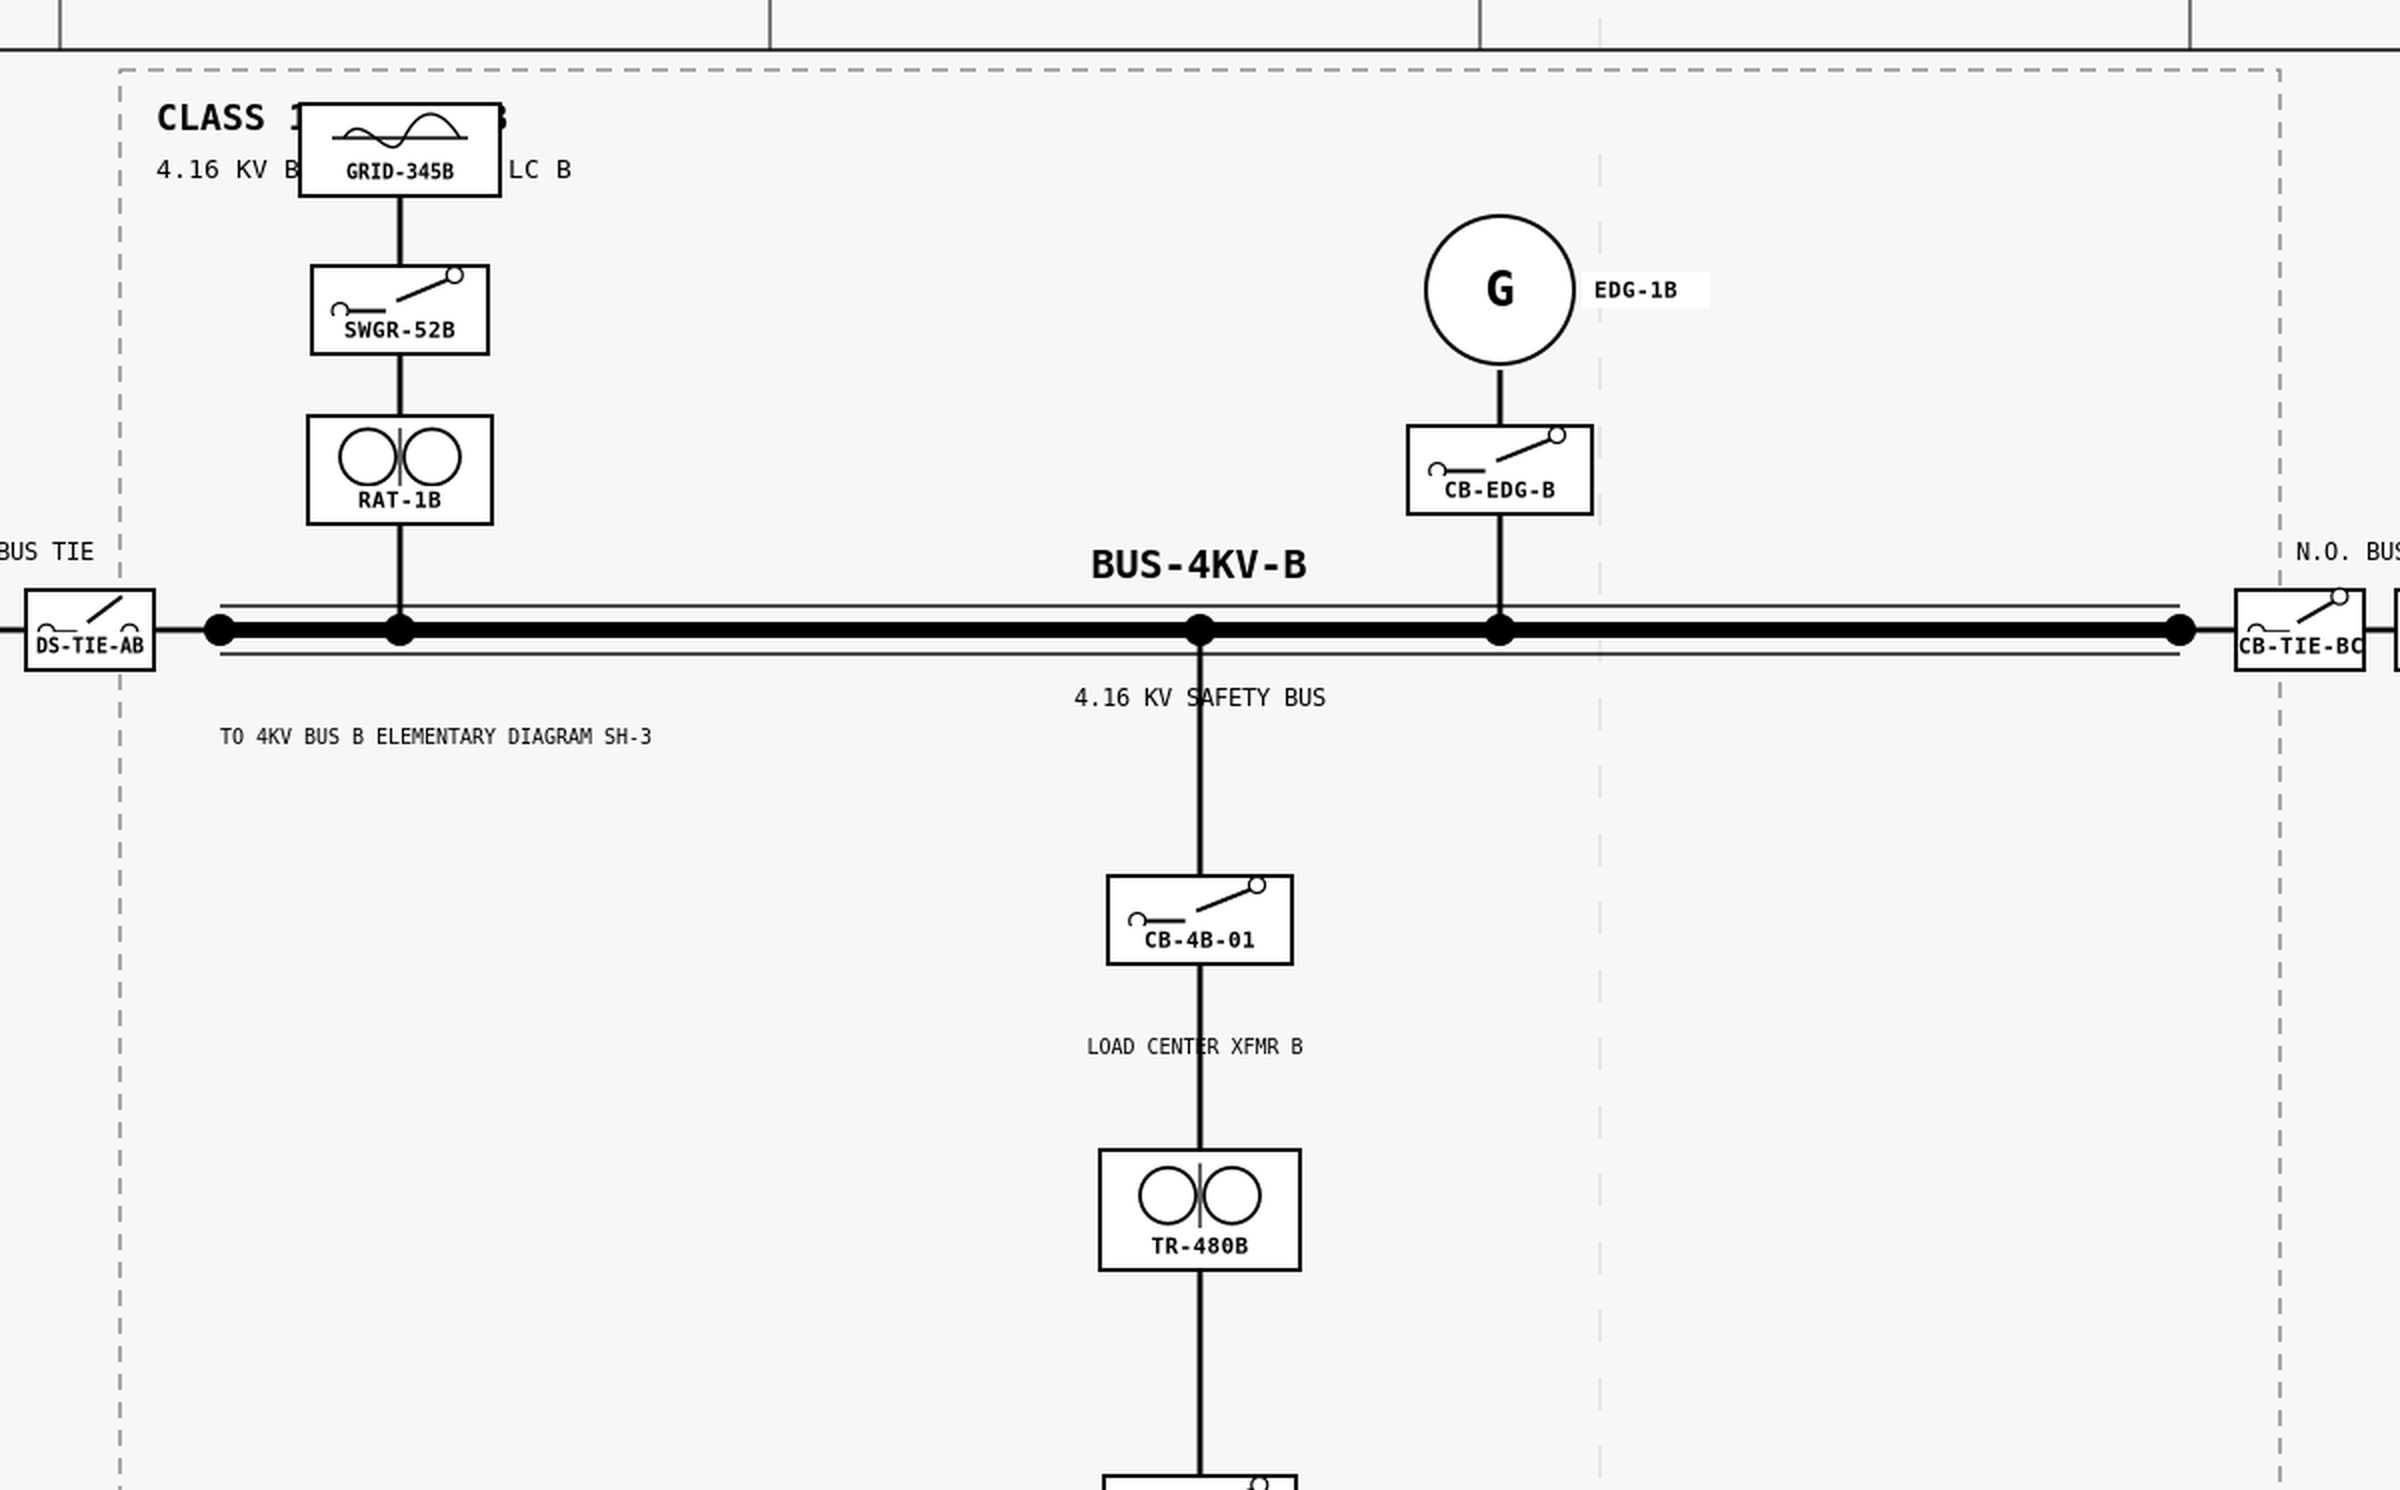 CLASS
4.16 KV LC B
GRID-345B
SWGR-52B
G
EDG-1B
RAT-1B
CB-EDG-B
BUS TIE
N.O.
BUS-4KV-B
DS-TIE-AB
CB-TIE-BC
4.16 KV SAFETY BUS
TO 4KV BUS B ELEMENTARY DIAGRAM SH-3
CB-4B-01
LOAD CENTER XFMR B
TR-480B